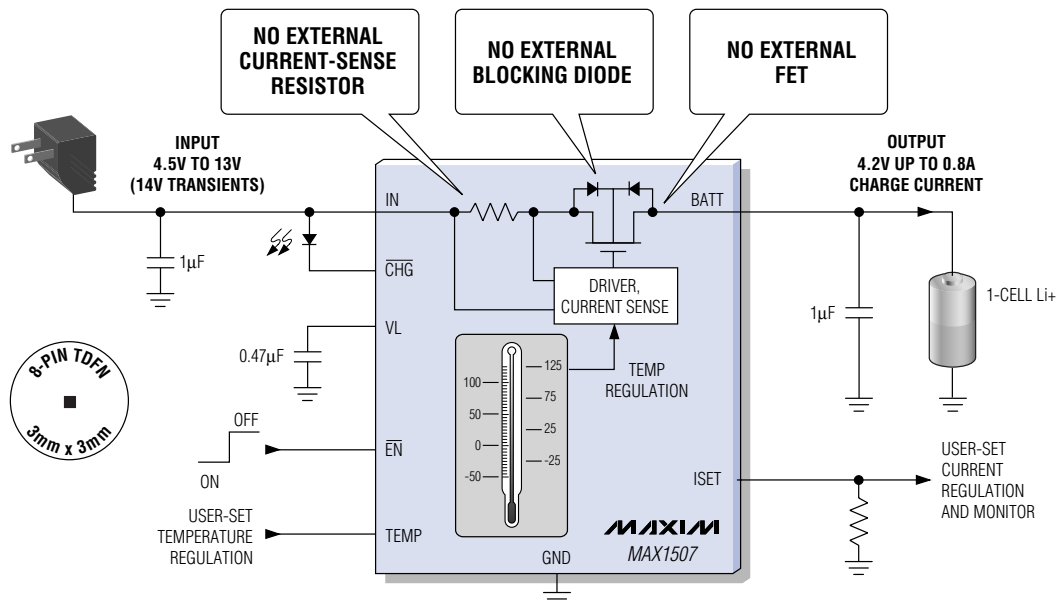 NO EXTERNAL
CURRENT-SENSE
RESISTOR
NO EXTERNAL
BLOCKING DIODE
NO EXTERNAL
FET
INPUT
4.5V TO 13V
(14V TRANSIENTS)
OUTPUT
4.2V UP TO 0.8A
CHARGE CURRENT
IN
BATT
1µF
CHG
DRIVER,
CURRENT SENSE
1-CELL Li+
1µF
VL
0.47µF
8-PIN TDFN
3mm x 3mm
100
50
0
-50
125
75
25
-25
TEMP
REGULATION
OFF
ON
EN
ISET
USER-SET
CURRENT
REGULATION
AND MONITOR
USER-SET
TEMPERATURE
REGULATION
TEMP
MAXIM
MAX1507
GND